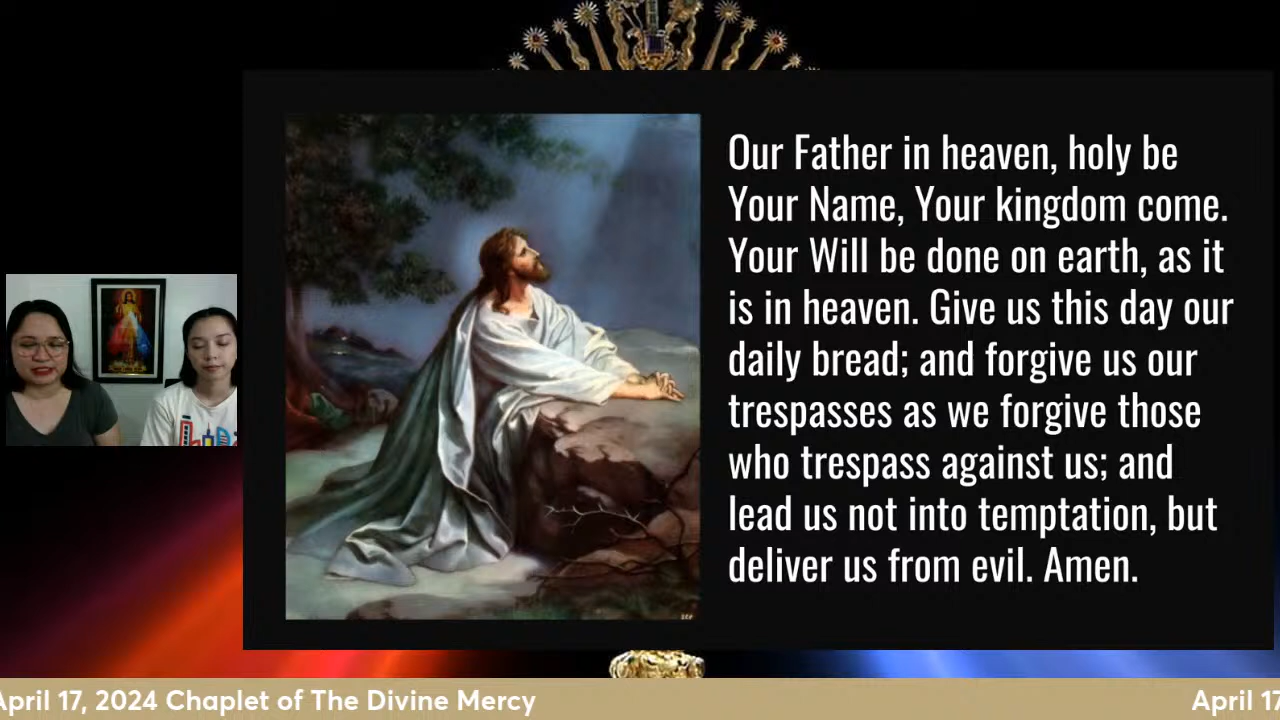 Our Father in heaven, holy be
Your Name, Your kingdom come.
Your Will be done on earth, as it
is in heaven. Give us this day our
daily bread; and forgive us our
trespasses as we forgive those
who trespass against us; and
lead us not into temptation, but
deliver us from evil. Amen.
April 17, 2024 Chaplet of The Divine Mercy
April 17